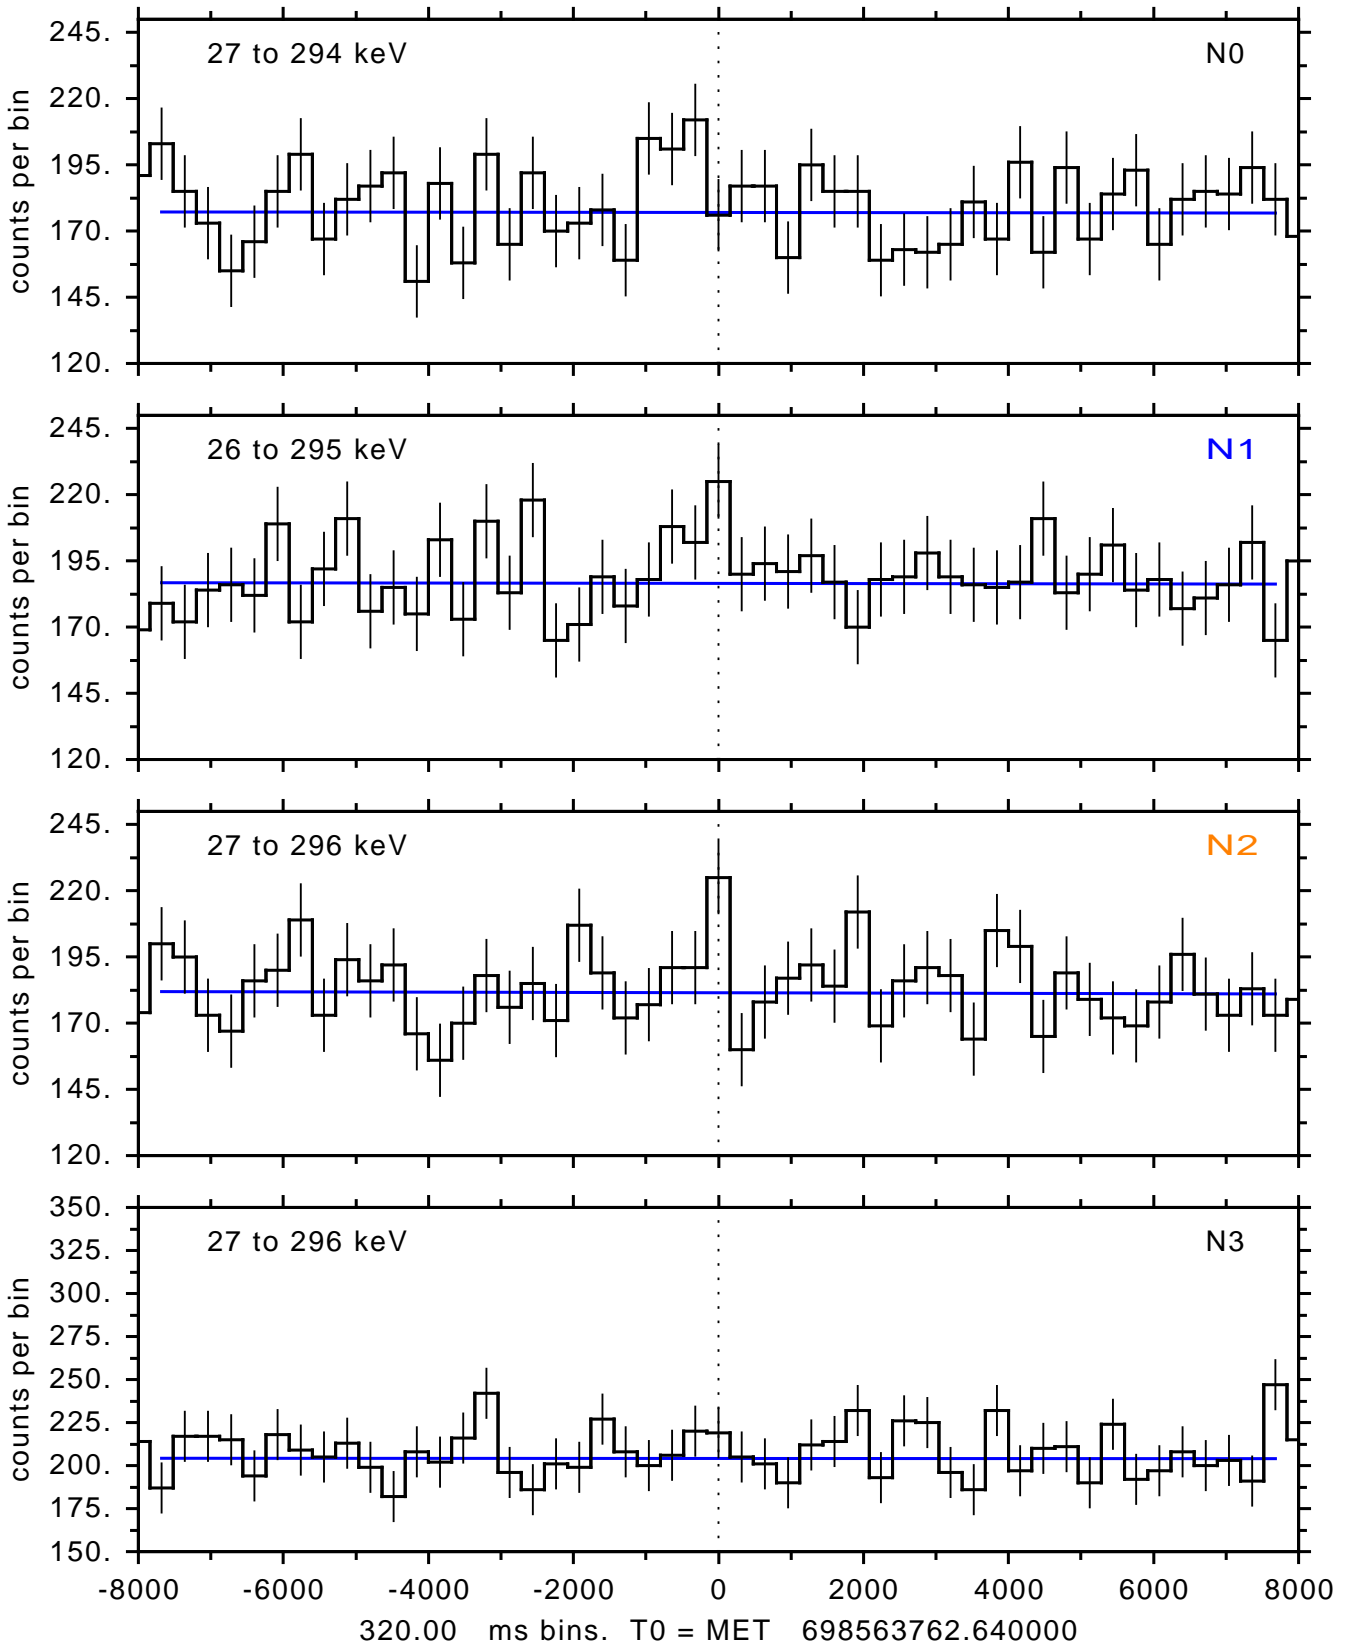 27 to 294 keV N0
245.
220.
195.
170.
145.
120.
counts per bin
26 to 295 keV N1
245.
220.
195.
170.
145.
120.
counts per bin
27 to 296 keV N2
245.
220.
195.
170.
145.
120.
counts per bin
27 to 296 keV N3
350.
325.
300.
275.
250.
225.
200.
175.
150.
counts per bin
-8000 -6000 -4000 -2000 0 2000 4000 6000 8000
320.00 ms bins. T0 = MET 698563762.640000